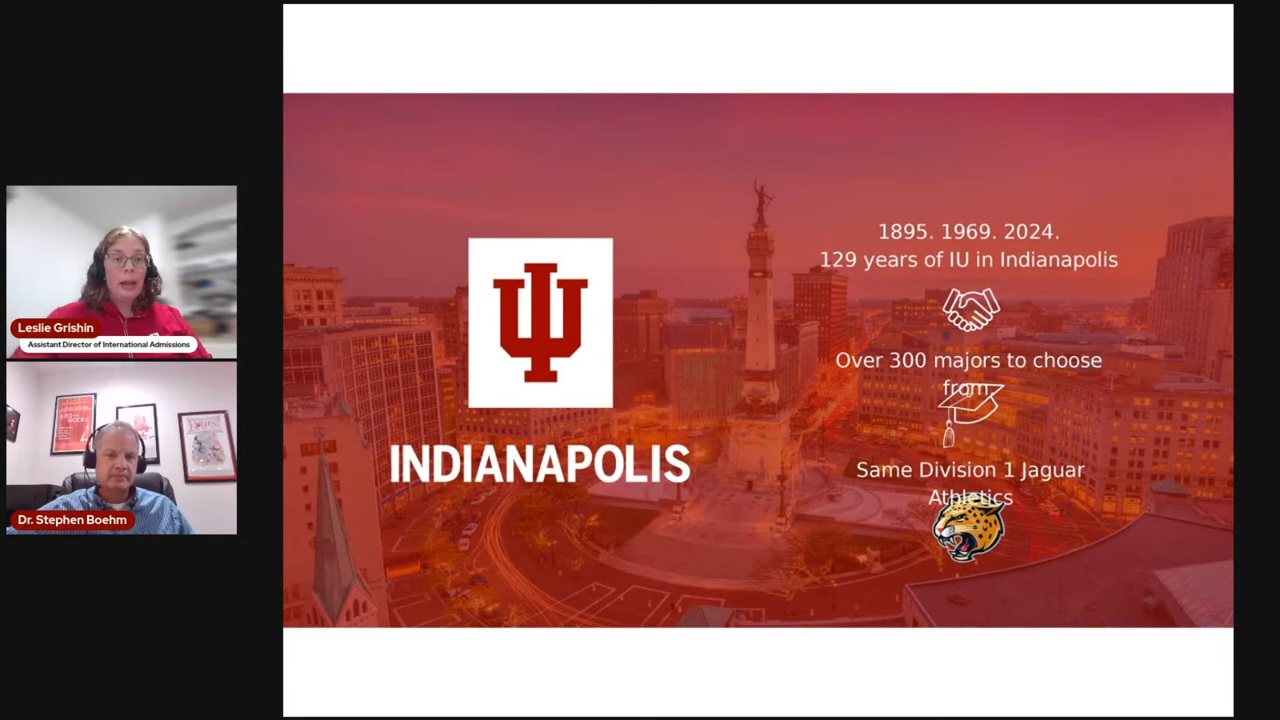 Leslie Grishin
Assistant Director of International Admissions
Dr. Stephen Boehm
INDIANAPOLIS
1895. 1969. 2024.
129 years of IU in Indianapolis
Over 300 majors to choose
from
Same Division 1 Jaguar
Athletics